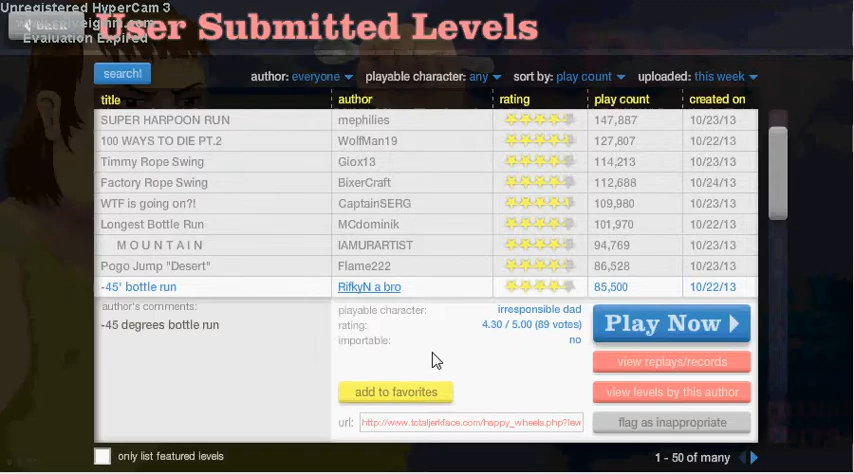 Unregistered HyperCam 3
Evaluation Expired
User Submitted Levels
search!
author: everyone playable character: any sort by: play count uploaded: this week
title author rating play count created on
SUPER HARPOON RUN mephilies 147,887 10/23/13
100 WAYS TO DIE PT.2 WolfMan19 127,807 10/22/13
Timmy Rope Swing Giox13 114,213 10/23/13
Factory Rope Swing BixerCraft 112,688 10/24/13
WTF is going on?! CaptainSERG 109,980 10/23/13
Longest Bottle Run MCdominik 101,970 10/22/13
M O U N T A I N IAMURARTIST 94,769 10/23/13
Pogo Jump "Desert" Flame222 86,528 10/23/13
-45' bottle run RifkyN a bro 85,500 10/22/13
author's comments:
-45 degrees bottle run
playable character: irresponsible dad
rating: 4.30 / 5.00 (89 votes)
importable: no
Play Now
view replays/records
add to favorites
view levels by this author
url: http://www.totaljerkface.com/happy_wheels.php?lev
flag as inappropriate
only list featured levels
1 - 50 of many